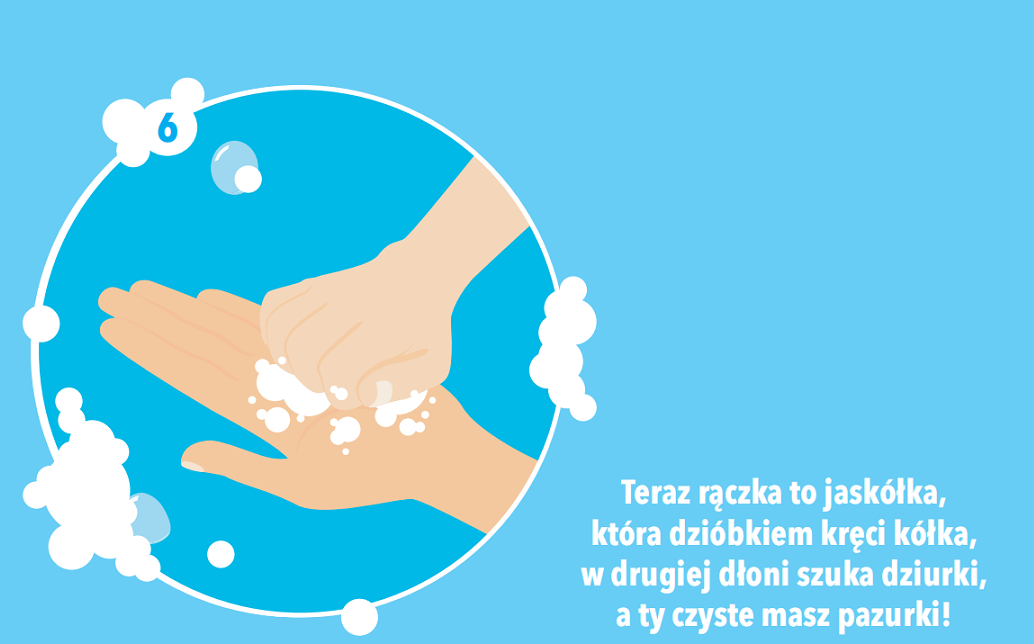 6
Teraz rączka to jaskółka,
która dzióbkiem kręci kółka,
w drugiej dłoni szuka dziurki,
a ty czyste masz pazurki!